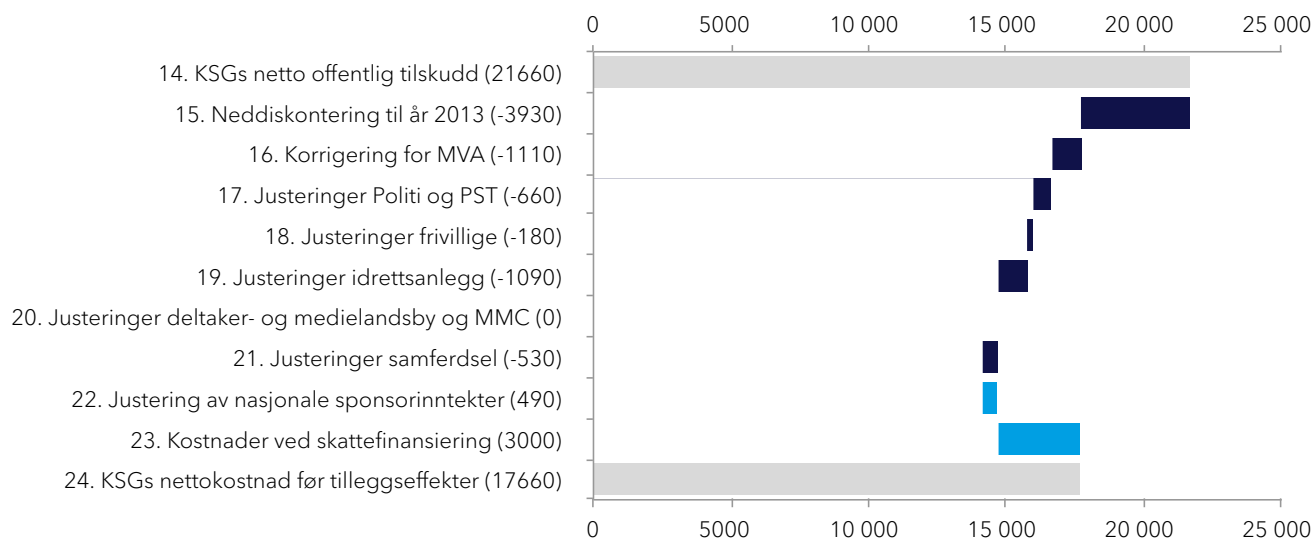 0 5000 10 000 15 000 20 000 25 000
14. KSGs netto offentlig tilskudd (21660)
15. Neddiskontering til år 2013 (-3930)
16. Korrigering for MVA (-1110)
17. Justeringer Politi og PST (-660)
18. Justeringer frivillige (-180)
19. Justeringer idrettsanlegg (-1090)
20. Justeringer deltaker- og medielandsby og MMC (0)
21. Justeringer samferdsel (-530)
22. Justering av nasjonale sponsorinntekter (490)
23. Kostnader ved skattefinansiering (3000)
24. KSGs nettokostnad før tilleggseffekter (17660)
0 5000 10 000 15 000 20 000 25 000